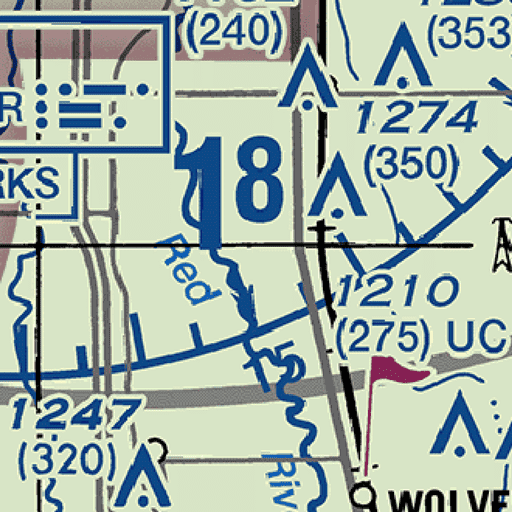 (240)
(353
R
1274
(350)
18
RKS
Red
1210
(275) UC
1247
(320)
Riv
WOLVE